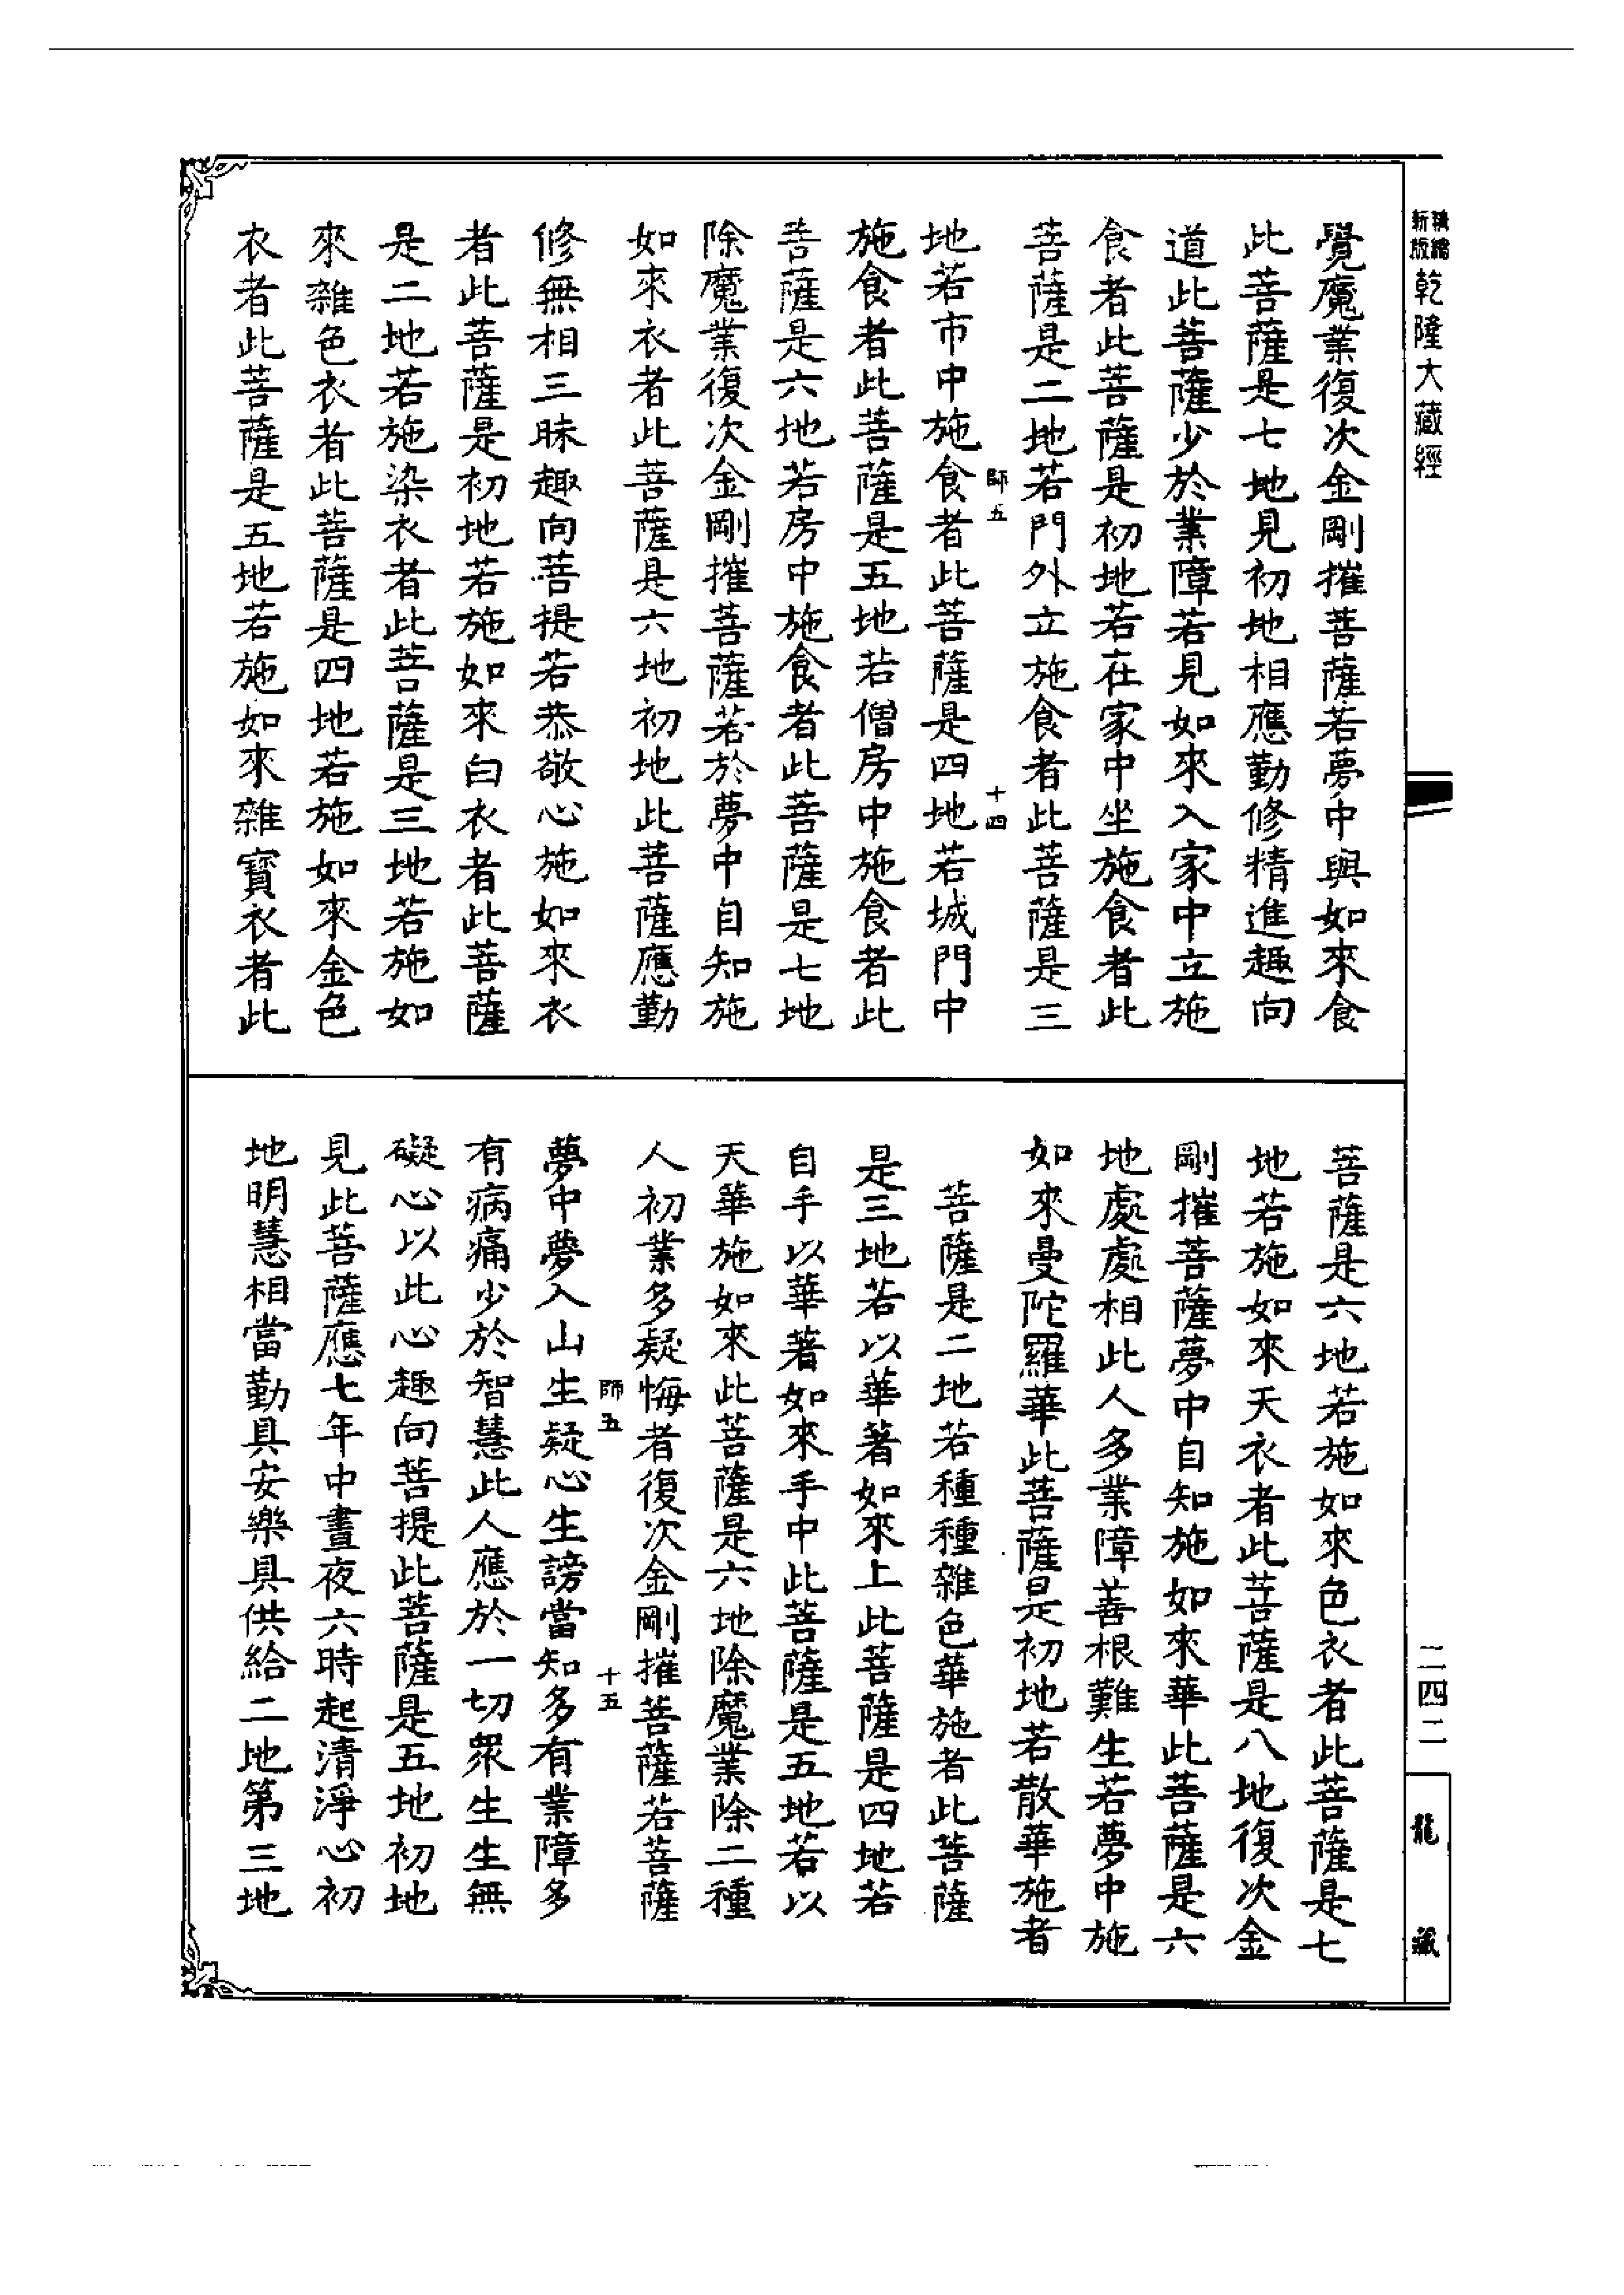 新版精縮
乾隆大藏經
覺魔業復次金剛摧菩薩若夢中與如來食
此菩薩是七地見初地相應勤修精進趣向
道此菩薩少於業障若見如來入家中立施
食者此菩薩是初地若在家中坐施食者此
菩薩是二地若門外立施食者此菩薩是三
師五
十四
地若市中施食者此菩薩是四地若城門中
施食者此菩薩是五地若僧房中施食者此
菩薩是六地若房中施食者此菩薩是七地
除魔業復次金剛摧菩薩若於夢中自知施
如來衣者此菩薩是六地初地此菩薩應勤
修無相三昧趣向菩提若恭敬心施如來衣
者此菩薩是初地若施如來白衣者此菩薩
是二地若施染衣者此菩薩是三地若施如
來雜色衣者此菩薩是四地若施如來金色
衣者此菩薩是五地若施如來雜寶衣者此
菩薩是六地若施如來色衣者此菩薩是七
地若施如來天衣者此菩薩是八地復次金
剛摧菩薩夢中自知施如來華此菩薩是六
地處處相此人多業障善根難生若夢中施
如來曼陀羅華此菩薩是初地若散華施者
菩薩是二地若種種雜色華施者此菩薩
是三地若以華著如來上此菩薩是四地若
自手以華著如來手中此菩薩是五地若以
天華施如來此菩薩是六地除魔業除二種
人初業多疑悔者復次金剛摧菩薩若菩薩
師五
十五
夢中夢入山生疑心生謗當知多有業障多
有病痛少於智慧此人應於一切眾生生無
礙心以此心趣向菩提此菩薩是五地初地
見此菩薩應七年中晝夜六時起清淨心初
地明慧相當勤具安樂具供給二地第三地
二四二
龍藏